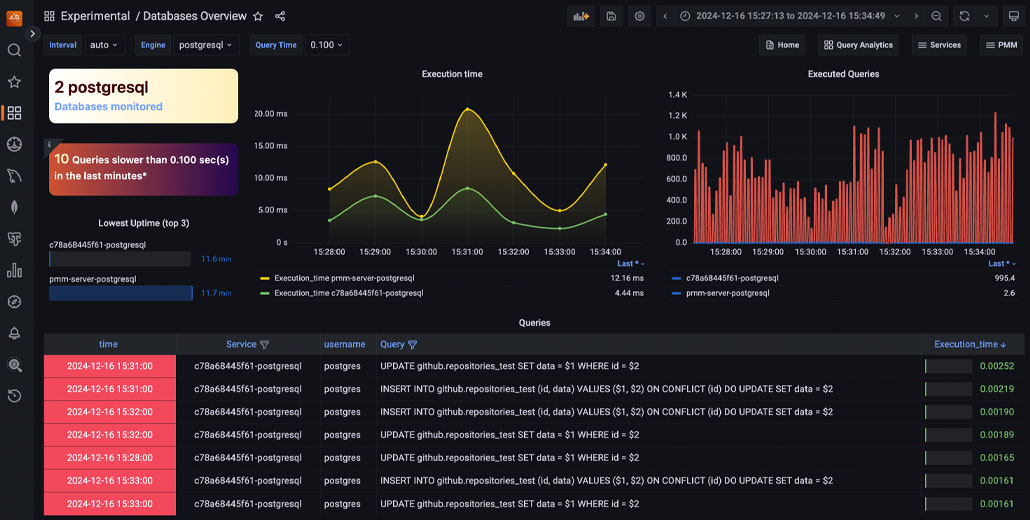 Experimental / Databases Overview
2024-12-16 15:27:13 to 2024-12-16 15:34:49
Interval auto Engine postgresql Query Time 0.100
Home Query Analytics Services PMM
2 postgresql
Databases monitored
i
10 Queries slower than 0.100 sec(s)
in the last minutes*
Lowest Uptime (top 3)
c78a68445f61-postgresql
11.6 min
pmm-server-postgresql
11.7 min
Execution time
20.00 ms
15.00 ms
10.00 ms
5.00 ms
0 s
15:28:00 15:29:00 15:30:00 15:31:00 15:32:00 15:33:00 15:34:00
Last *
Execution_time pmm-server-postgresql 12.16 ms
Execution_time c78a68445f61-postgresql 4.44 ms
Executed Queries
1.4 K
1.2 K
1.0 K
800.0
600.0
400.0
200.0
0.0
15:28:00 15:29:00 15:30:00 15:31:00 15:32:00 15:33:00 15:34:00
Last *
c78a68445f61-postgresql 995.4
pmm-server-postgresql 2.6
Queries
time Service username Query Execution_time
2024-12-16 15:31:00 c78a68445f61-postgresql postgres UPDATE github.repositories_test SET data = $1 WHERE id = $2 0.00252
2024-12-16 15:31:00 c78a68445f61-postgresql postgres INSERT INTO github.repositories_test (id, data) VALUES ($1, $2) ON CONFLICT (id) DO UPDATE SET data = $2 0.00219
2024-12-16 15:32:00 c78a68445f61-postgresql postgres INSERT INTO github.repositories_test (id, data) VALUES ($1, $2) ON CONFLICT (id) DO UPDATE SET data = $2 0.00190
2024-12-16 15:32:00 c78a68445f61-postgresql postgres UPDATE github.repositories_test SET data = $1 WHERE id = $2 0.00189
2024-12-16 15:28:00 c78a68445f61-postgresql postgres UPDATE github.repositories_test SET data = $1 WHERE id = $2 0.00165
2024-12-16 15:33:00 c78a68445f61-postgresql postgres INSERT INTO github.repositories_test (id, data) VALUES ($1, $2) ON CONFLICT (id) DO UPDATE SET data = $2 0.00161
2024-12-16 15:33:00 c78a68445f61-postgresql postgres UPDATE github.repositories_test SET data = $1 WHERE id = $2 0.00161